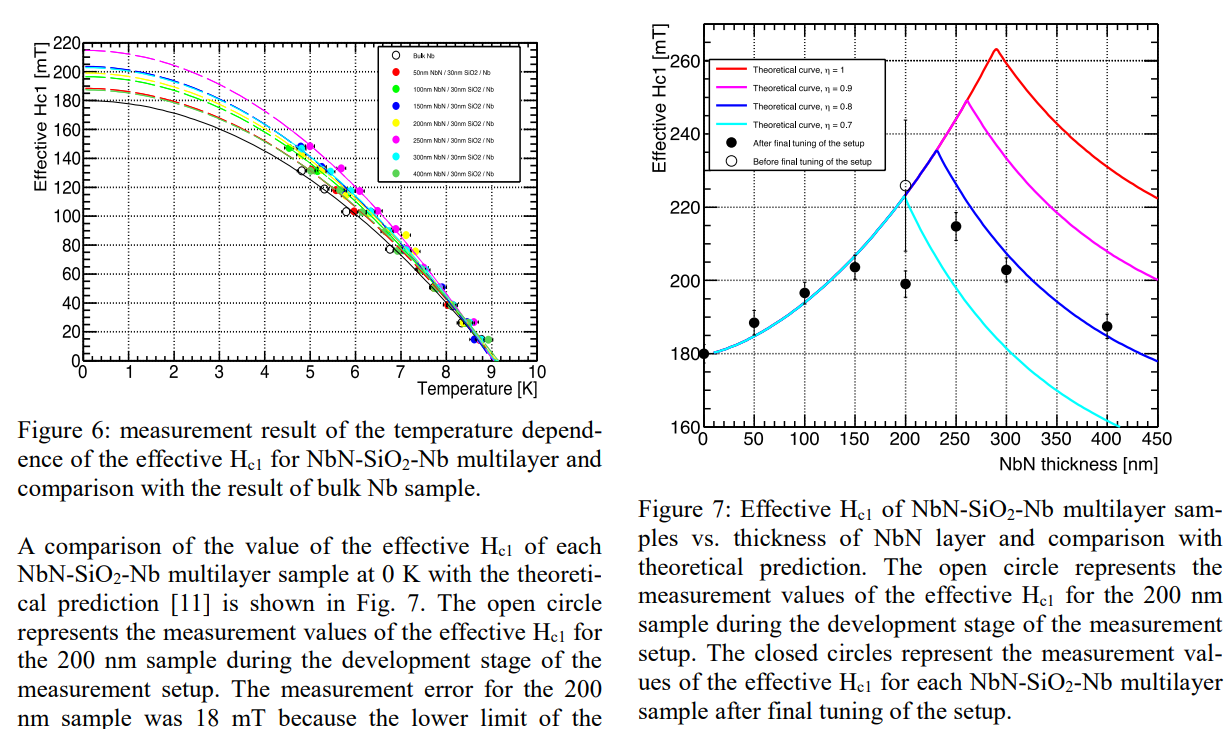 Effective Hc1 [mT]
220
200
180
160
140
120
100
80
60
40
20
0
0 1 2 3 4 5 6 7 8 9 10
Temperature [K]
Bulk Nb
50nm NbN / 30nm SiO2 / Nb
100nm NbN / 30nm SiO2 / Nb
150nm NbN / 30nm SiO2 / Nb
200nm NbN / 30nm SiO2 / Nb
250nm NbN / 30nm SiO2 / Nb
300nm NbN / 30nm SiO2 / Nb
400nm NbN / 30nm SiO2 / Nb
Figure 6: measurement result of the temperature depend-
ence of the effective Hc1 for NbN-SiO2-Nb multilayer and
comparison with the result of bulk Nb sample.
A comparison of the value of the effective Hc1 of each
NbN-SiO2-Nb multilayer sample at 0 K with the theoreti-
cal prediction [11] is shown in Fig. 7. The open circle
represents the measurement values of the effective Hc1 for
the 200 nm sample during the development stage of the
measurement setup. The measurement error for the 200
nm sample was 18 mT because the lower limit of the
Effective Hc1 [mT]
260
240
220
200
180
160
0 50 100 150 200 250 300 350 400 450
NbN thickness [nm]
Theoretical curve, η = 1
Theoretical curve, η = 0.9
Theoretical curve, η = 0.8
Theoretical curve, η = 0.7
After final tuning of the setup
Before final tuning of the setup
Figure 7: Effective Hc1 of NbN-SiO2-Nb multilayer sam-
ples vs. thickness of NbN layer and comparison with
theoretical prediction. The open circle represents the
measurement values of the effective Hc1 for the 200 nm
sample during the development stage of the measurement
setup. The closed circles represent the measurement val-
ues of the effective Hc1 for each NbN-SiO2-Nb multilayer
sample after final tuning of the setup.